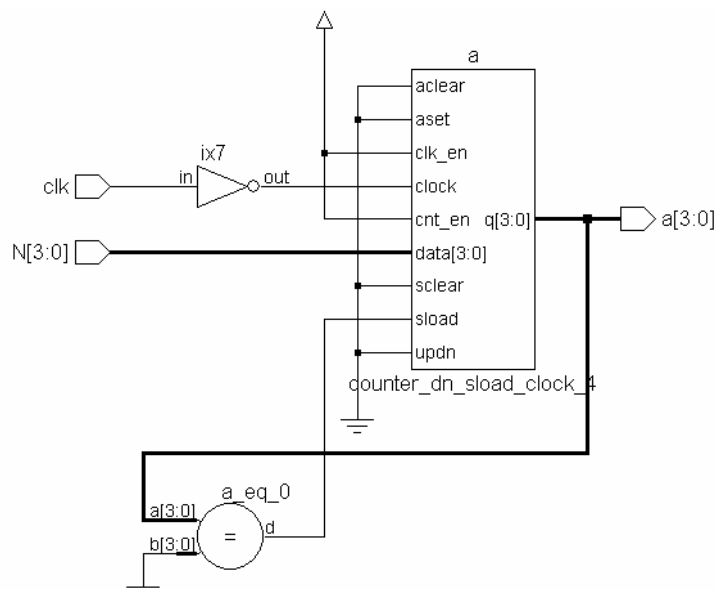 a
aclear
aset
ix7
clk_en
clk
in
out
clock
cnt_en
q[3:0]
a[3:0]
N[3:0]
data[3:0]
sclear
sload
updn
counter_dn_sload_clock_4
a_eq_0
a[3:0]
d
=
b[3:0]